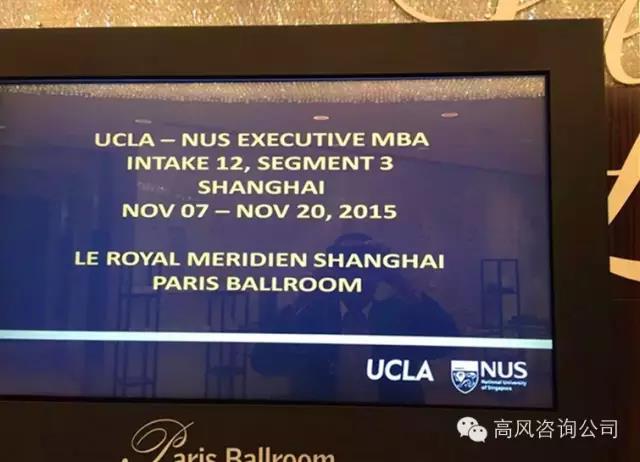 UCLA – NUS EXECUTIVE MBA
INTAKE 12, SEGMENT 3
SHANGHAI
NOV 07 – NOV 20, 2015
LE ROYAL MERIDIEN SHANGHAI
PARIS BALLROOM
UCLA
NUS
National University
of Singapore
Paris Ballroom
高风咨询公司